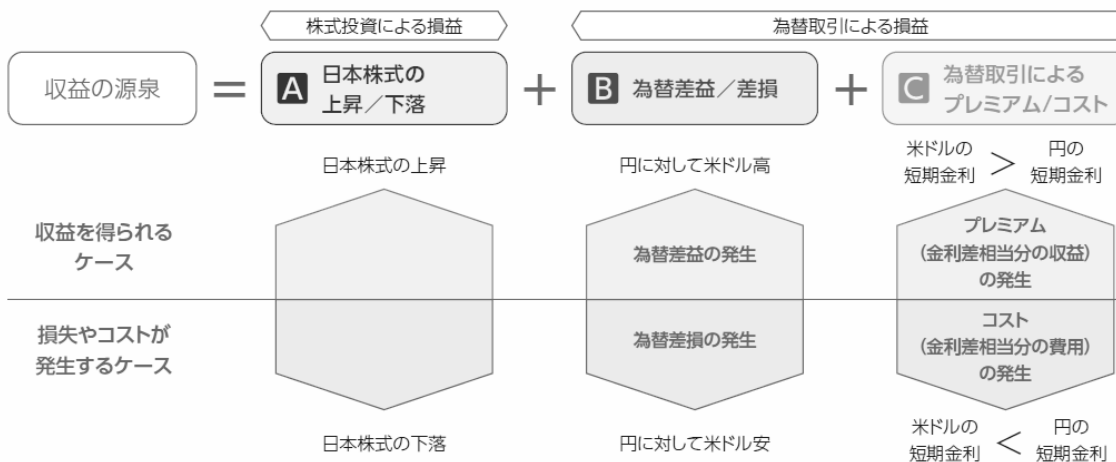 株式投資による損益
為替取引による損益
収益の源泉
=
A 日本株式の
上昇／下落
+
B 為替差益／差損
+
C 為替取引による
プレミアム/コスト
日本株式の上昇
円に対して米ドル高
米ドルの
短期金利
>
円の
短期金利
収益を得られる
ケース
為替差益の発生
プレミアム
(金利差相当分の収益)
の発生
損失やコストが
発生するケース
為替差損の発生
コスト
(金利差相当分の費用)
の発生
日本株式の下落
円に対して米ドル安
米ドルの
短期金利
<
円の
短期金利